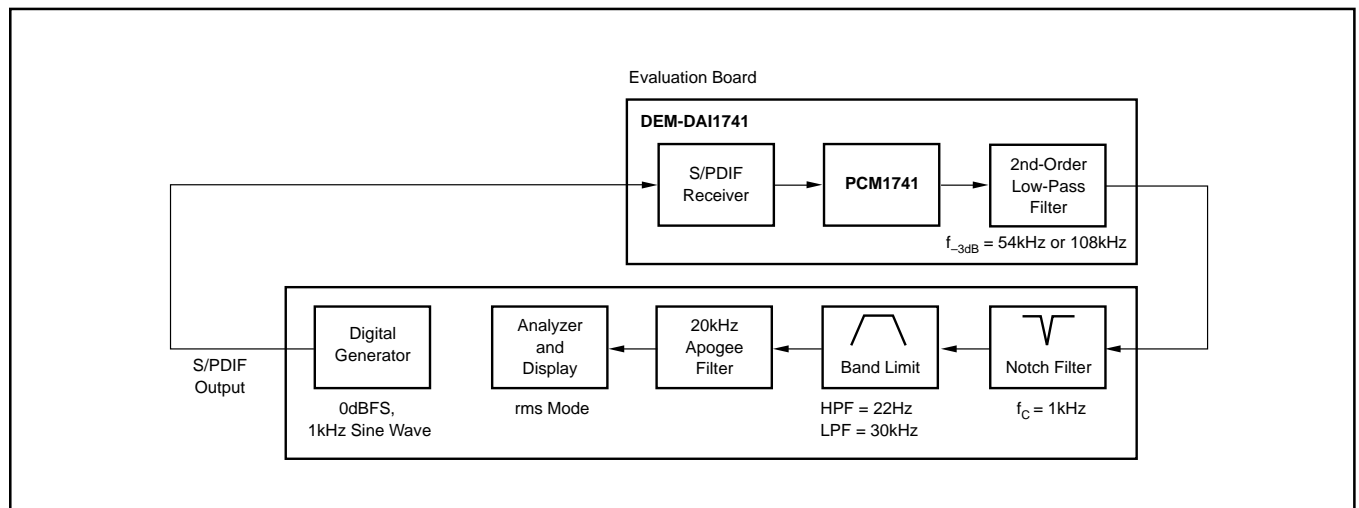 Evaluation Board
DEM-DAI1741
S/PDIF
Receiver
PCM1741
2nd-Order
Low-Pass
Filter
f–3dB = 54kHz or 108kHz
Digital
Generator
Analyzer
and
Display
20kHz
Apogee
Filter
Band Limit
Notch Filter
S/PDIF
Output
0dBFS,
1kHz Sine Wave
rms Mode
HPF = 22Hz
LPF = 30kHz
fC = 1kHz